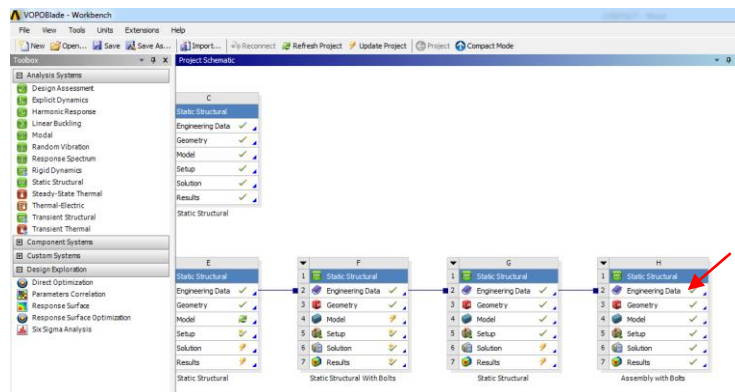 VOPOBlade - Workbench
File View Tools Units Extensions Help
New Open... Save Save As... Import... Reconnect Refresh Project Update Project Project Compact Mode
Toolbox
Project Schematic
Analysis Systems
Design Assessment
Explicit Dynamics
Harmonic Response
Linear Buckling
Modal
Random Vibration
Response Spectrum
Rigid Dynamics
Static Structural
Steady-State Thermal
Thermal-Electric
Transient Structural
Transient Thermal
Component Systems
Custom Systems
Design Exploration
Direct Optimization
Parameters Correlation
Response Surface
Response Surface Optimization
Six Sigma Analysis
C
Static Structural
Engineering Data
Geometry
Model
Setup
Solution
Results
Static Structural
E
Static Structural
Engineering Data
Geometry
Model
Setup
Solution
Results
Static Structural
F
1 Static Structural
2 Engineering Data
3 Geometry
4 Model
5 Setup
6 Solution
7 Results
Static Structural With Bolts
G
1 Static Structural
2 Engineering Data
3 Geometry
4 Model
5 Setup
6 Solution
7 Results
Static Structural
H
1 Static Structural
2 Engineering Data
3 Geometry
4 Model
5 Setup
6 Solution
7 Results
Assembly with Bolts